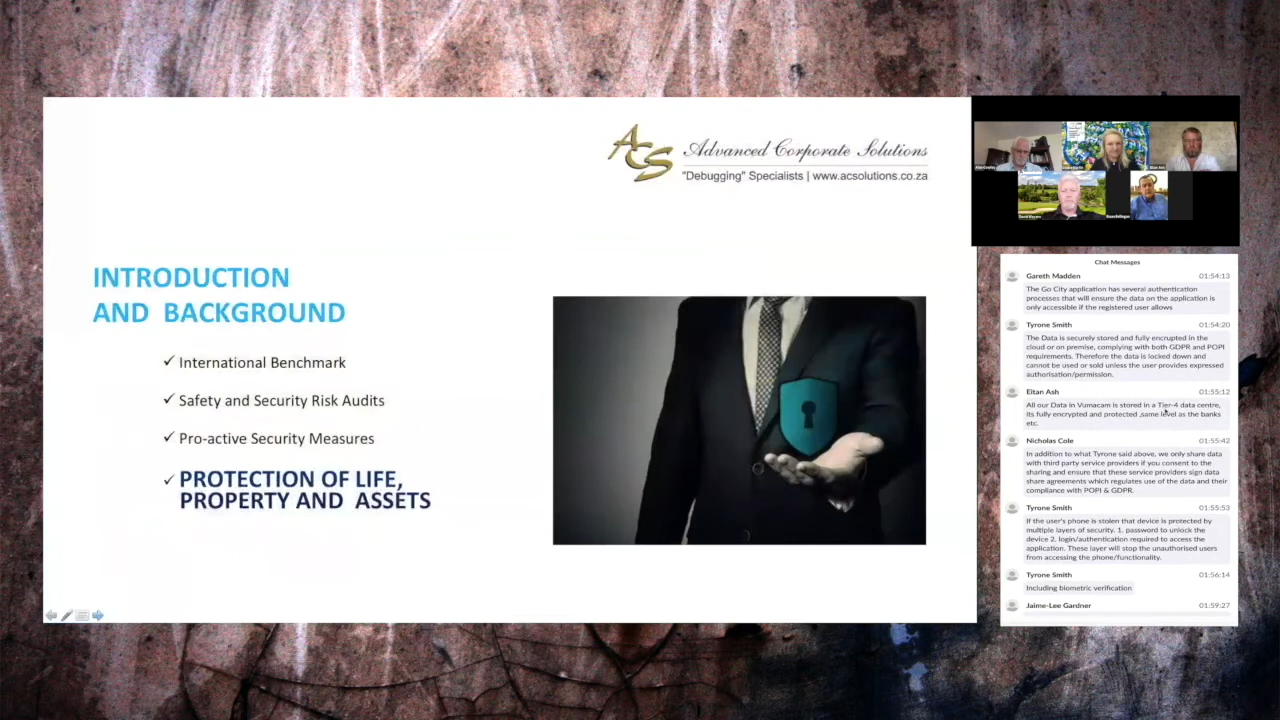 ACS
Advanced Corporate Solutions
"Debugging" Specialists | www.acsolutions.co.za
INTRODUCTION
AND BACKGROUND
✓ International Benchmark
✓ Safety and Security Risk Audits
✓ Pro-active Security Measures
✓ PROTECTION OF LIFE,
PROPERTY AND ASSETS
Chat Messages
Gareth Madden 01:54:13
The Go City application has several authentication
processes that will ensure the data on the application is
only accessible if the registered user allows
Tyrone Smith 01:54:20
The Data is securely stored and fully encrypted in the
cloud or on premise, complying with both GDPR and POPI
requirements. Therefore the data is locked down and
cannot be used or sold unless the user provides expressed
authorisation/permission.
Eitan Ash 01:55:12
All our Data in Vumacam is stored in a Tier-4 data centre,
its fully encrypted and protected ,same level as the banks
etc.
Nicholas Cole 01:55:42
In addition to what Tyrone said above, we only share data
with third party service providers if you consent to the
sharing and ensure that these service providers sign data
share agreements which regulates use of the data and their
compliance with POPI & GDPR.
Tyrone Smith 01:55:53
If the user's phone is stolen that device is protected by
multiple layers of security. 1. password to unlock the
device 2. login/authentication required to access the
application. These layer will stop the unauthorised users
from accessing the phone/functionality.
Tyrone Smith 01:56:14
Including biometric verification
Jaime-Lee Gardner 01:59:27